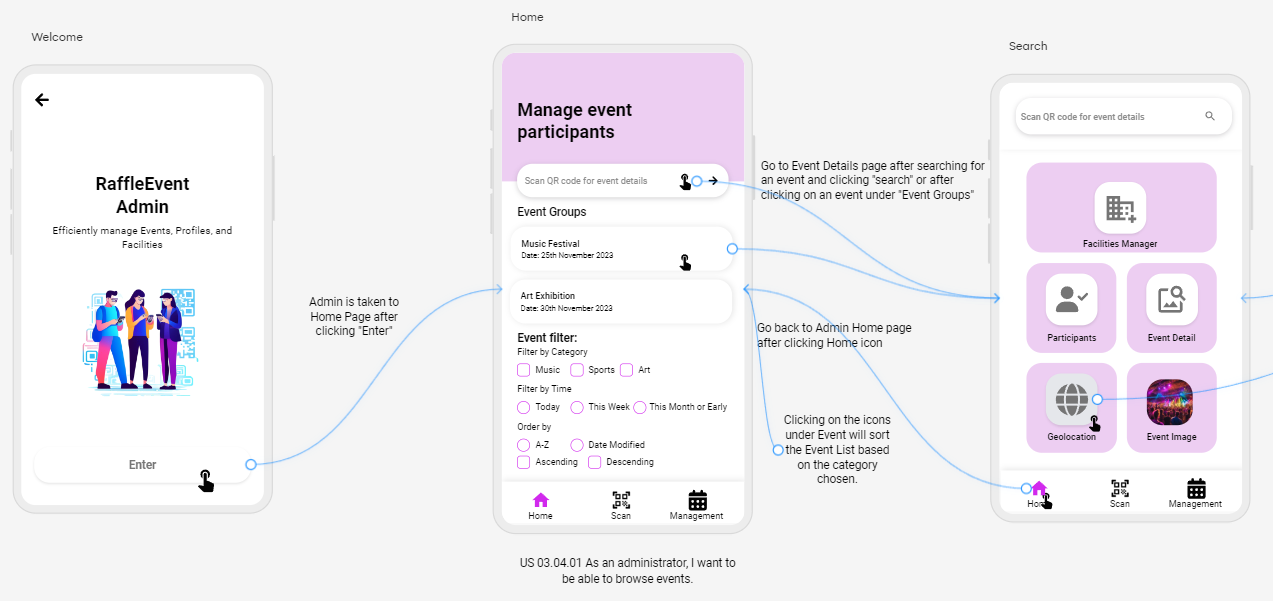 Welcome
RaffleEvent
Admin
Efficiently manage Events, Profiles, and
Facilities
Enter
Admin is taken to
Home Page after
clicking "Enter"
Home
Manage event
participants
Scan QR code for event details
Event Groups
Music Festival
Date: 25th November 2023
Art Exhibition
Date: 30th November 2023
Event filter:
Filter by Category
Music Sports Art
Filter by Time
Today This Week This Month or Early
Order by
A-Z Date Modified
Ascending Descending
Home Scan Management
US 03.04.01 As an administrator, I want to
be able to browse events.
Go to Event Details page after searching for
an event and clicking "search" or after
clicking on an event under "Event Groups"
Go back to Admin Home page
after clicking Home icon
Clicking on the icons
under Event will sort
the Event List based
on the category
chosen.
Search
Scan QR code for event details
Facilities Manager
Participants Event Detail
Geolocation Event Image
Home Scan Management